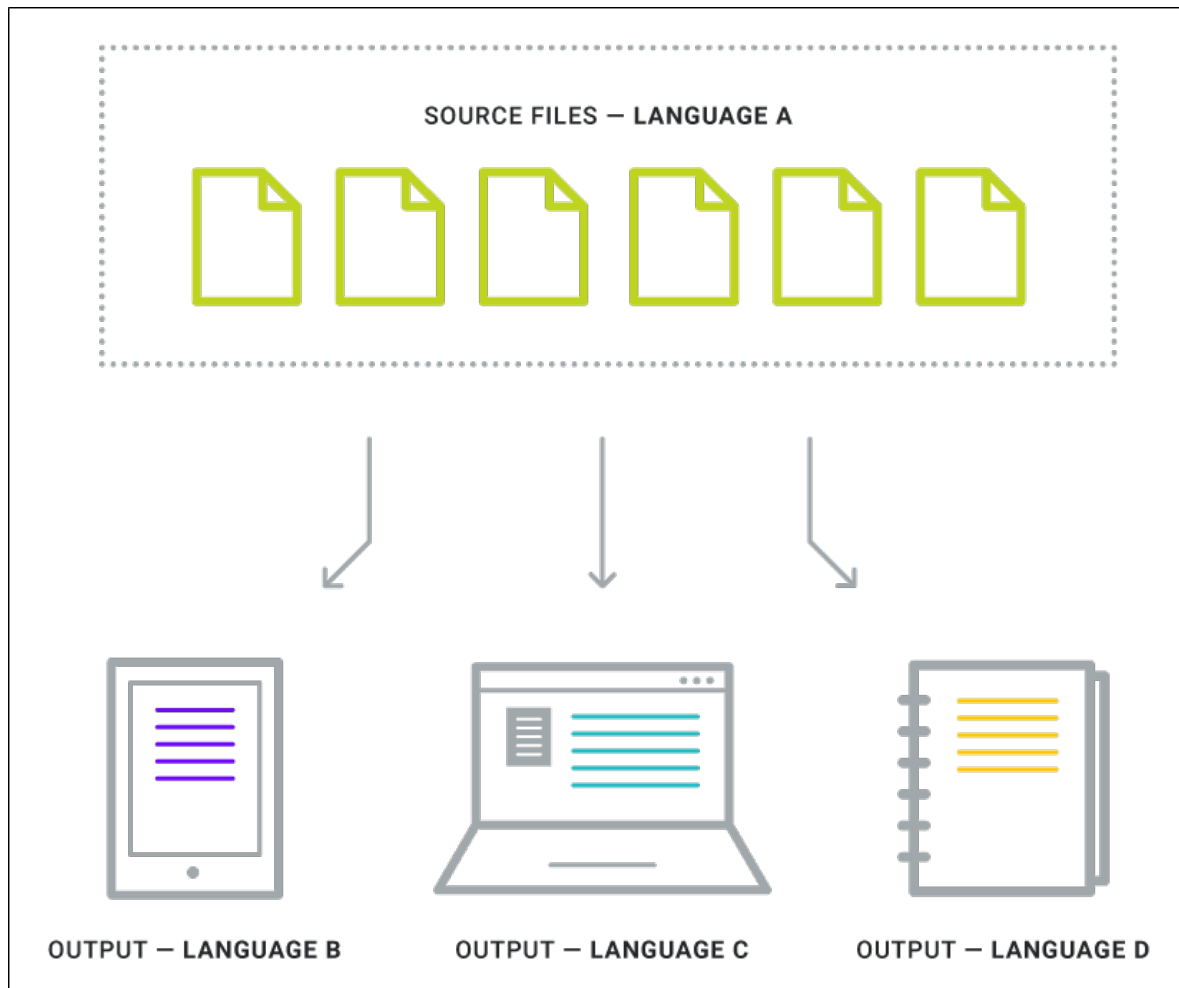 SOURCE FILES — LANGUAGE A
OUTPUT — LANGUAGE B
OUTPUT — LANGUAGE C
OUTPUT — LANGUAGE D